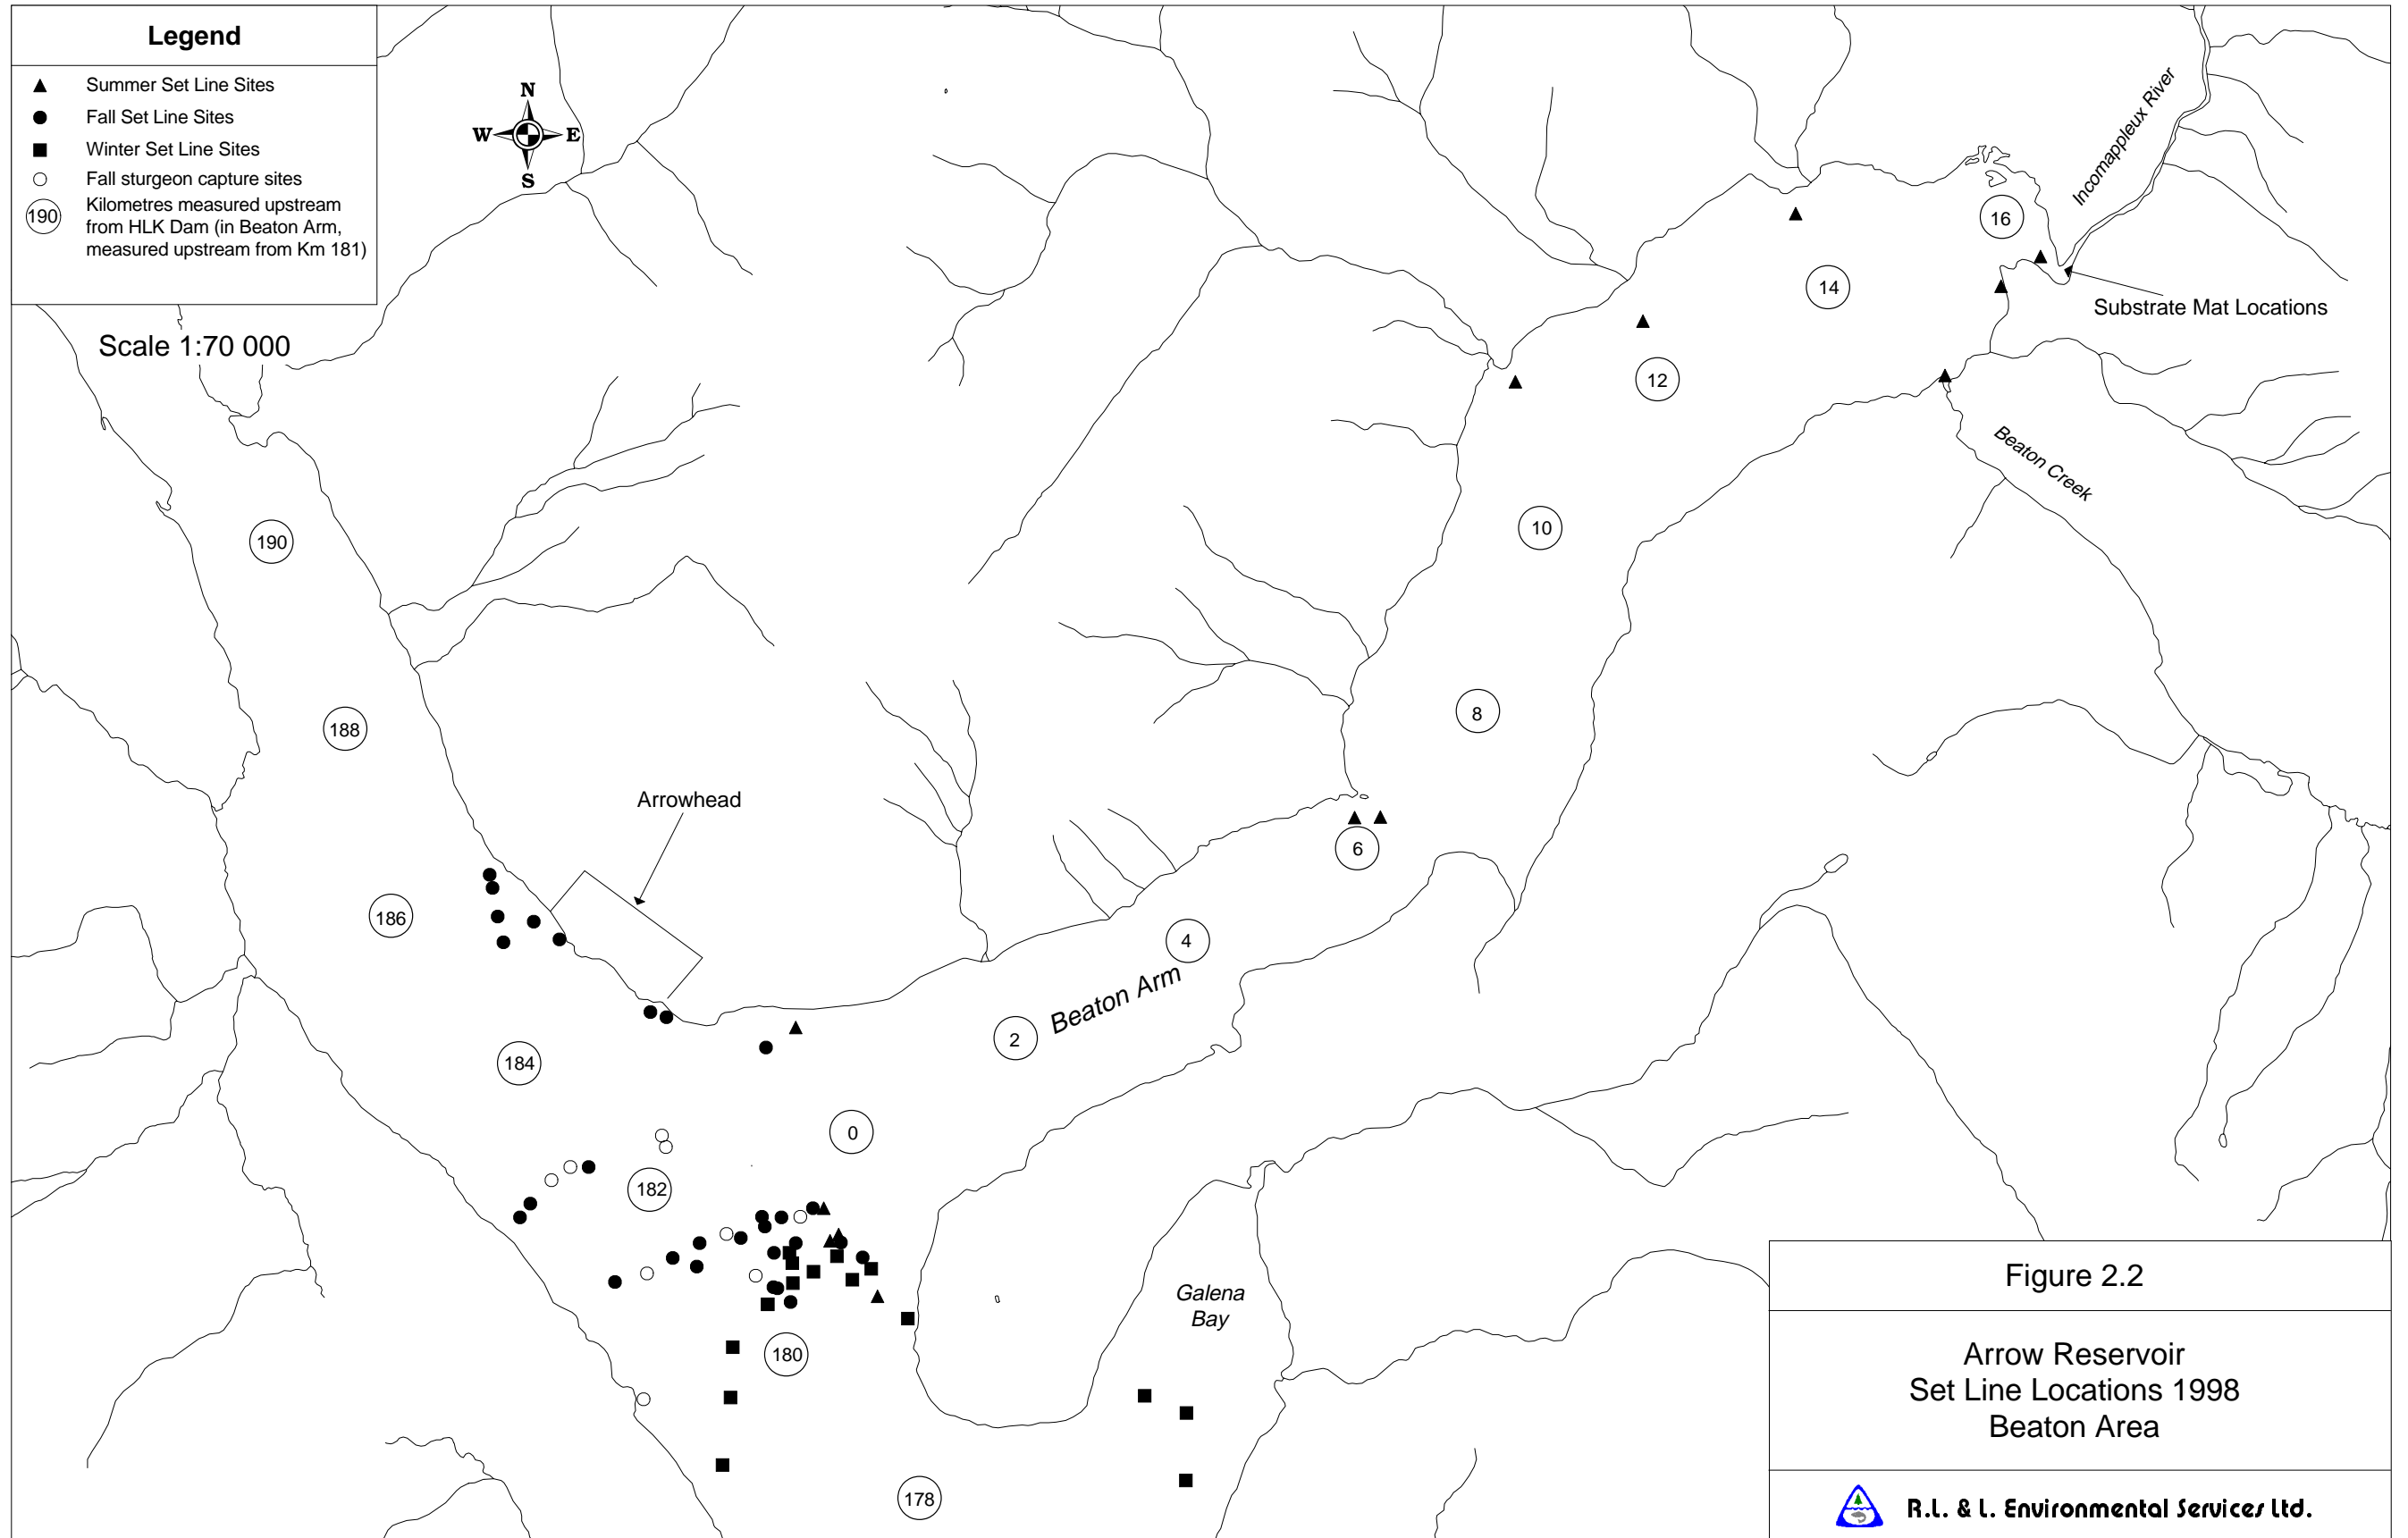 Legend
Summer Set Line Sites
Fall Set Line Sites
Winter Set Line Sites
Fall sturgeon capture sites
190
Kilometres measured upstream
from HLK Dam (in Beaton Arm,
measured upstream from Km 181)
Scale 1:70 000
N
W
E
S
Incomappleux River
16
14
Substrate Mat Locations
12
Beaton Creek
10
190
8
188
Arrowhead
6
186
4
Beaton Arm
2
184
0
182
Galena
Bay
180
178
Figure 2.2
Arrow Reservoir
Set Line Locations 1998
Beaton Area
R.L. & L. Environmental Services Ltd.